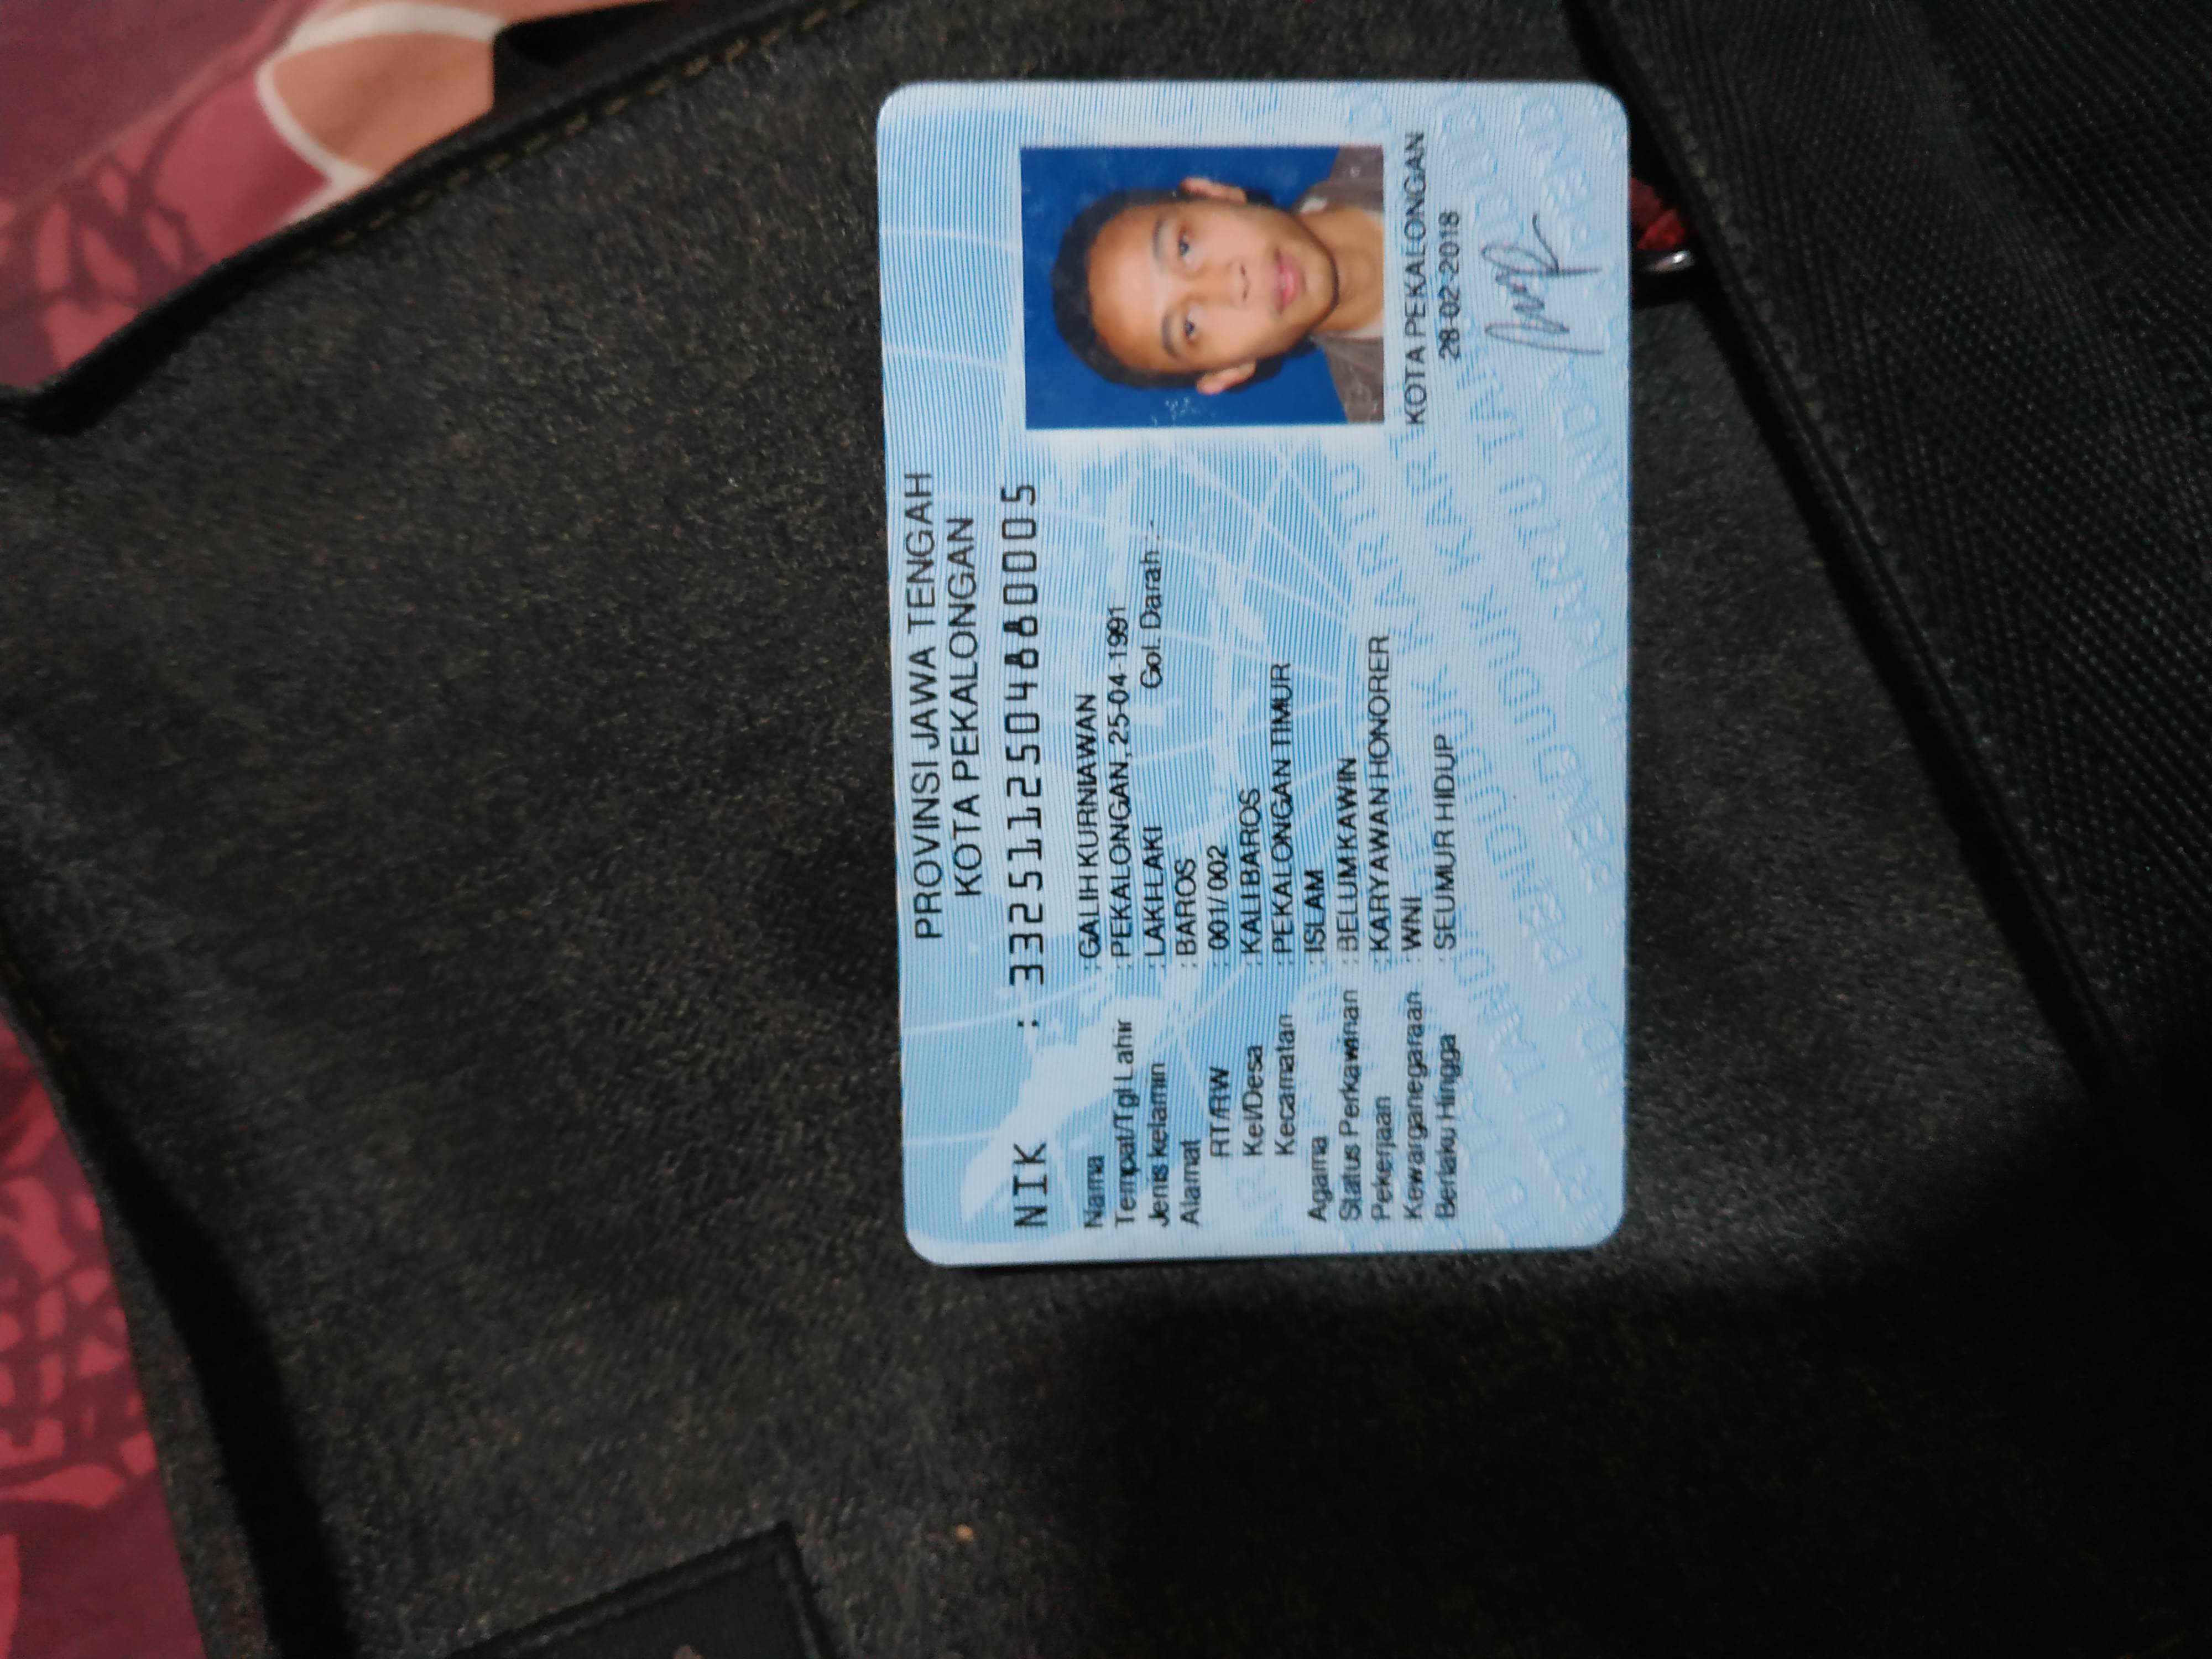 PROVINSI JAWA TENGAH
KOTA PEKALONGAN
NIK : 3325112504880005
Nama : GALIH KURNIAWAN
Tempat/Tgl Lahir : PEKALONGAN, 25-04-1991
Jenis kelamin : LAKI-LAKI Gol. Darah : -
Alamat : BAROS
RT/RW : 001/002
Kel/Desa : KALI BAROS
Kecamatan : PEKALONGAN TIMUR
Agama : ISLAM
Status Perkawinan : BELUM KAWIN
Pekerjaan : KARYAWAN HONORER
Kewarganegaraan : WNI
Berlaku Hingga : SEUMUR HIDUP
KOTA PEKALONGAN
28-02-2018